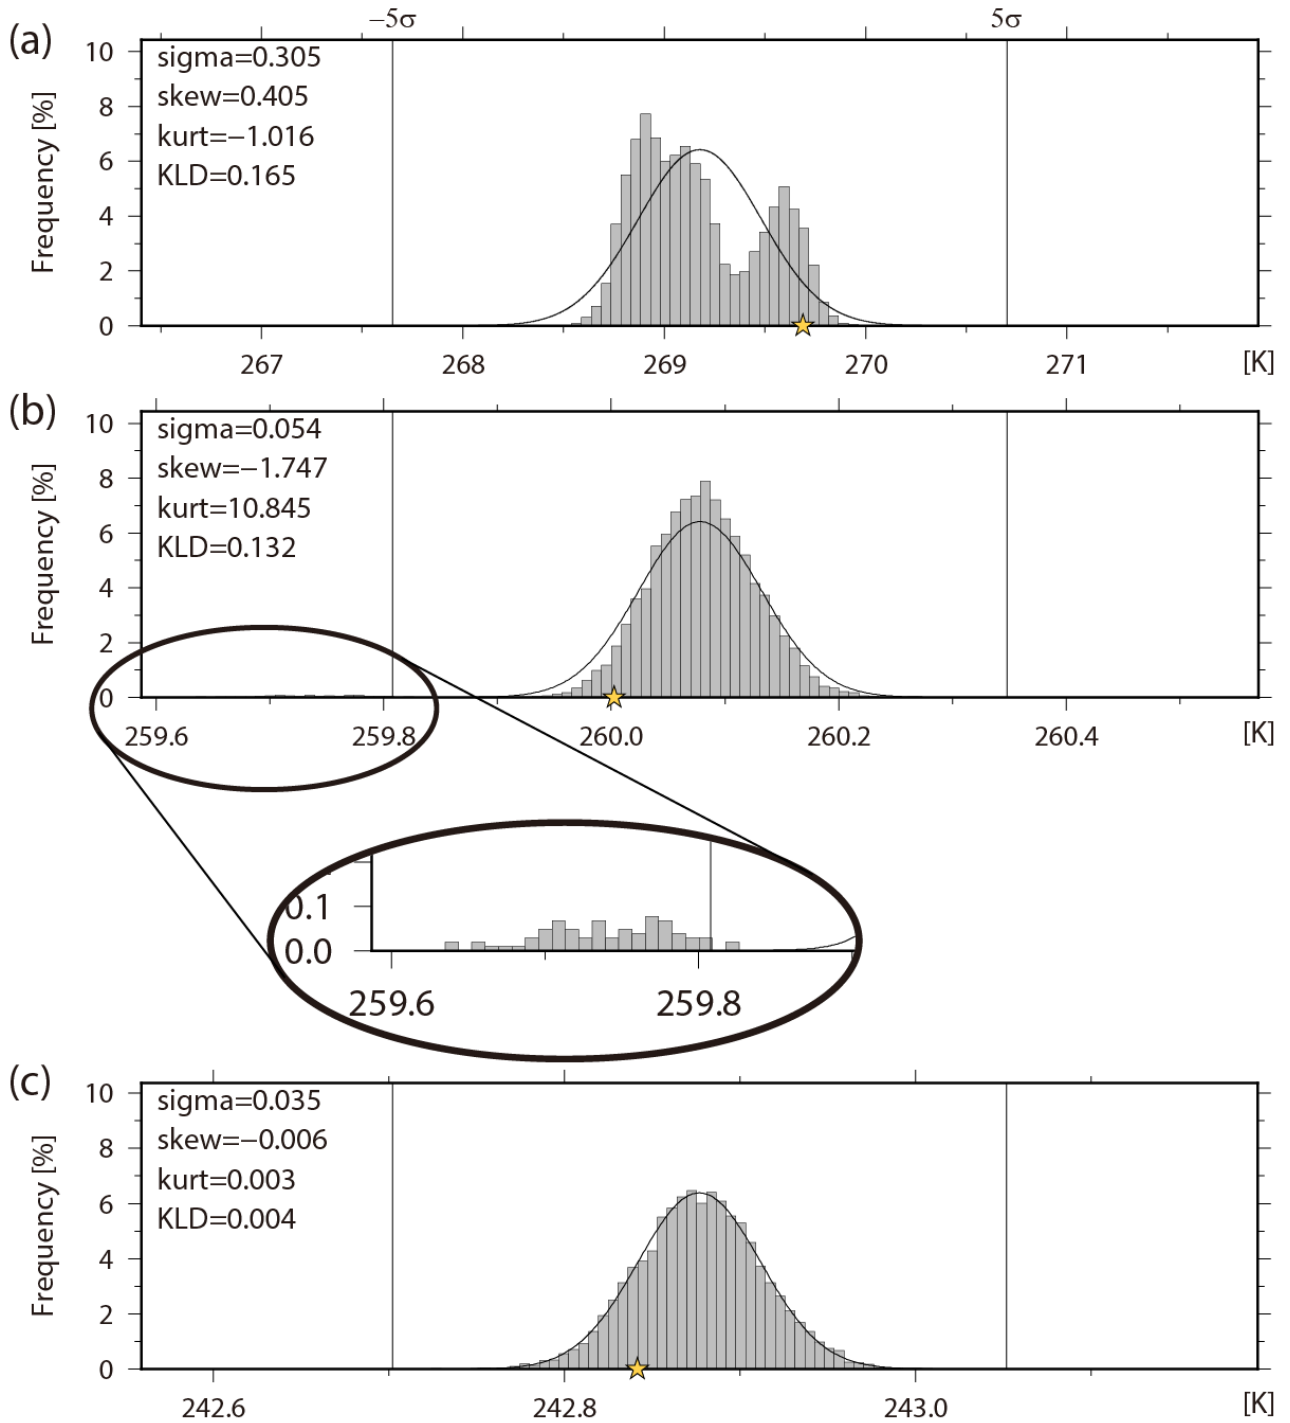 −5σ 5σ
(a)
sigma=0.305
skew=0.405
kurt=−1.016
KLD=0.165
Frequency [%]
10
8
6
4
2
0
267 268 269 270 271 [K]
(b)
sigma=0.054
skew=−1.747
kurt=10.845
KLD=0.132
Frequency [%]
10
8
6
4
2
0
259.6 259.8 260.0 260.2 260.4 [K]
0.1
0.0
259.6 259.8
(c)
sigma=0.035
skew=−0.006
kurt=0.003
KLD=0.004
Frequency [%]
10
8
6
4
2
0
242.6 242.8 243.0 [K]